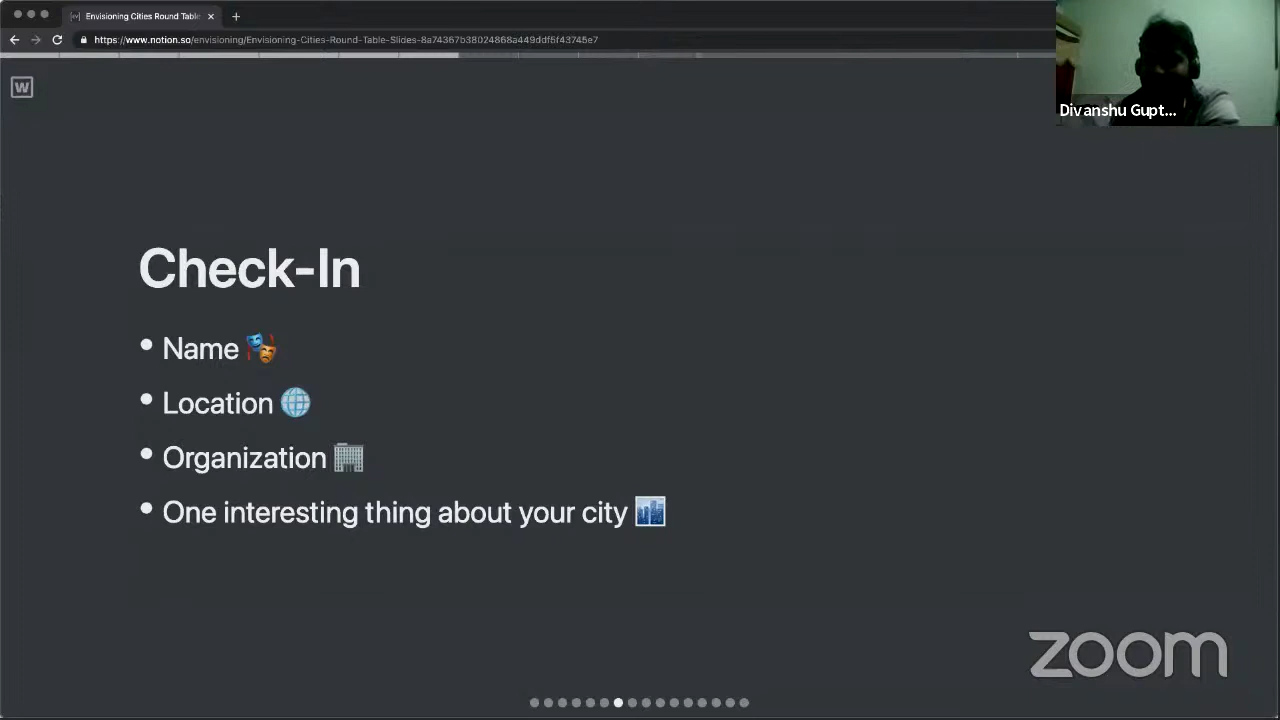 Envisioning Cities Round Table
https://www.notion.so/envisioning/Envisioning-Cities-Round-Table-Slides-8a74367b38024868a449ddf5f43745e7
W
Divanshu Gupt...
Check-In
• Name 🎭
• Location 🌐
• Organization 🏢
• One interesting thing about your city 🏙️
zoom